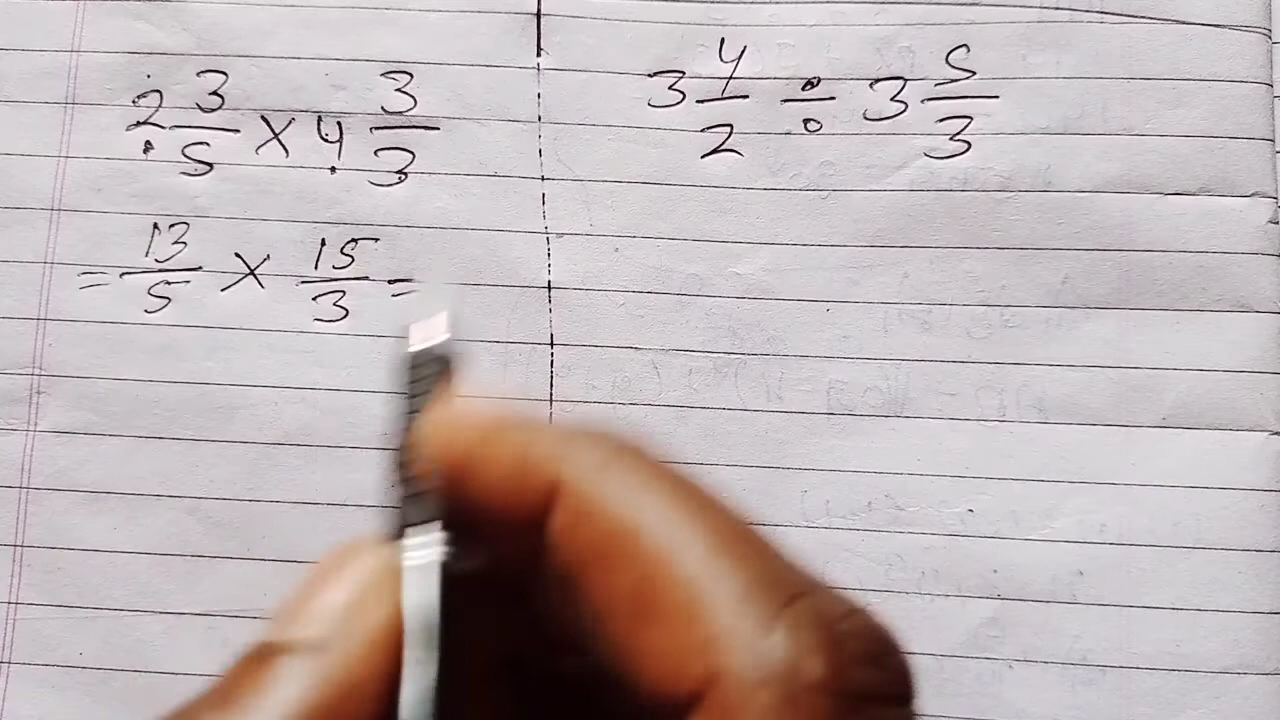 2 3/5 × 4 3/3
= 13/5 × 15/3 =
3 4/2 ÷ 3 5/3